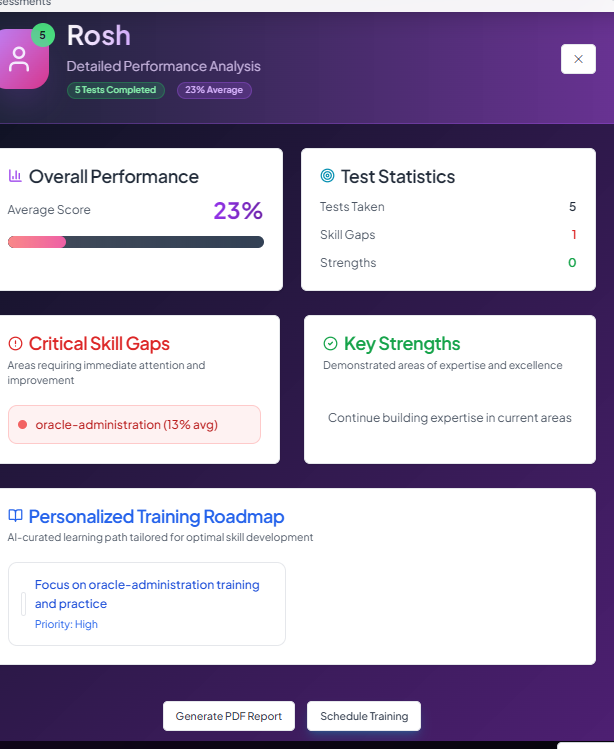 5
Rosh
Detailed Performance Analysis
5 Tests Completed
23% Average
Overall Performance
Average Score
23%
Test Statistics
Tests Taken
5
Skill Gaps
1
Strengths
0
Critical Skill Gaps
Areas requiring immediate attention and
improvement
oracle-administration (13% avg)
Key Strengths
Demonstrated areas of expertise and excellence
Continue building expertise in current areas
Personalized Training Roadmap
AI-curated learning path tailored for optimal skill development
Focus on oracle-administration training
and practice
Priority: High
Generate PDF Report
Schedule Training